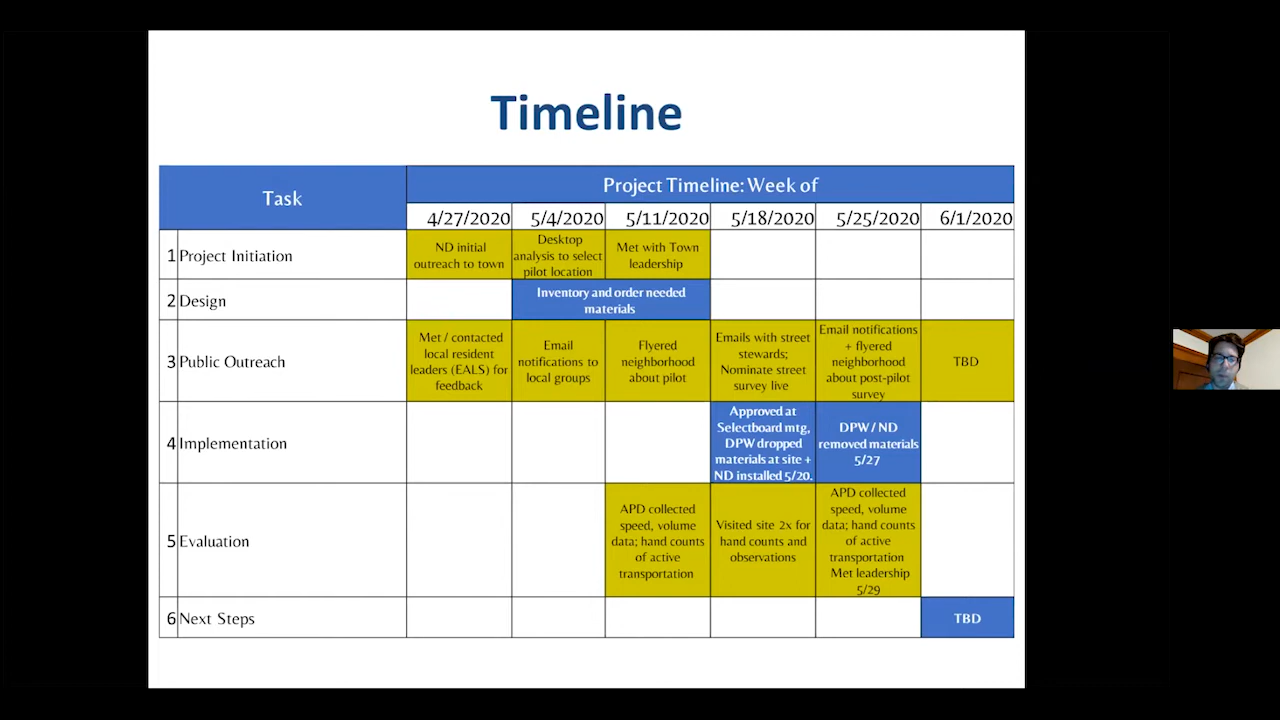 Timeline
Task
Project Timeline: Week of
4/27/2020
5/4/2020
5/11/2020
5/18/2020
5/25/2020
6/1/2020
1 Project Initiation
ND initial
outreach to town
Desktop
analysis to select
pilot location
Met with Town
leadership
2 Design
Inventory and order needed
materials
3 Public Outreach
Met / contacted
local resident
leaders (EALS) for
feedback
Email
notifications to
local groups
Flyered
neighborhood
about pilot
Emails with street
stewards;
Nominate street
survey live
Email notifications
+ flyered
neighborhood
about post-pilot
survey
TBD
4 Implementation
Approved at
Selectboard mtg,
DPW dropped
materials at site +
ND installed 5/20.
DPW / ND
removed materials
5/27
5 Evaluation
APD collected
speed, volume
data; hand counts
of active
transportation
Visited site 2x for
hand counts and
observations
APD collected
speed, volume
data; hand counts
of active
transportation
Met leadership
5/29
6 Next Steps
TBD